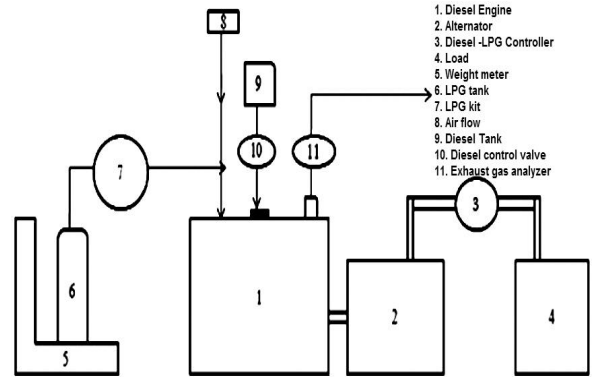 1. Diesel Engine
2. Alternator
3. Diesel -LPG Controller
4. Load
5. Weight meter
6. LPG tank
7. LPG kit
8. Air flow
9. Diesel Tank
10. Diesel control valve
11. Exhaust gas analyzer
8
9
7
10
11
3
6
1
2
4
5